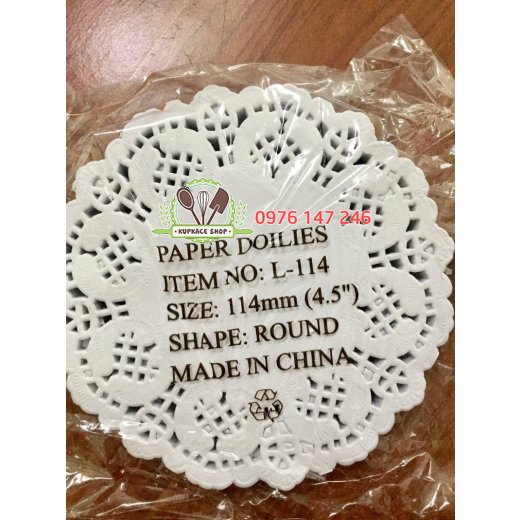 KUPKACE SHOP
0976 147 246
PAPER DOILIES
ITEM NO: L-114
SIZE: 114mm (4.5")
SHAPE: ROUND
MADE IN CHINA